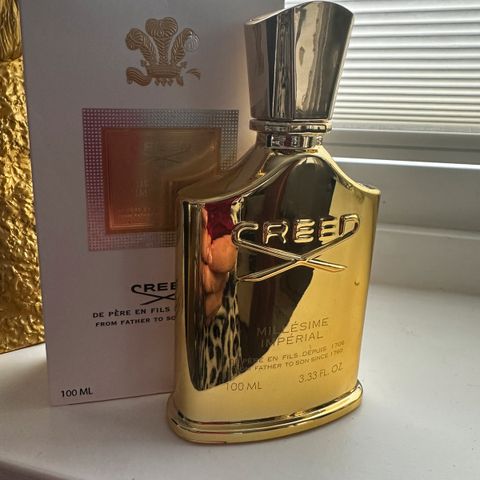 CREED
CREE
DE PÈRE EN FILS
FROM FATHER TO SO
100 ML
CREED
MILLÉSIME
IMPÉRIAL
PÈRE EN FILS DEPUIS
FATHER TO SON SINCE 1760
100 ML 3.33 FL. OZ